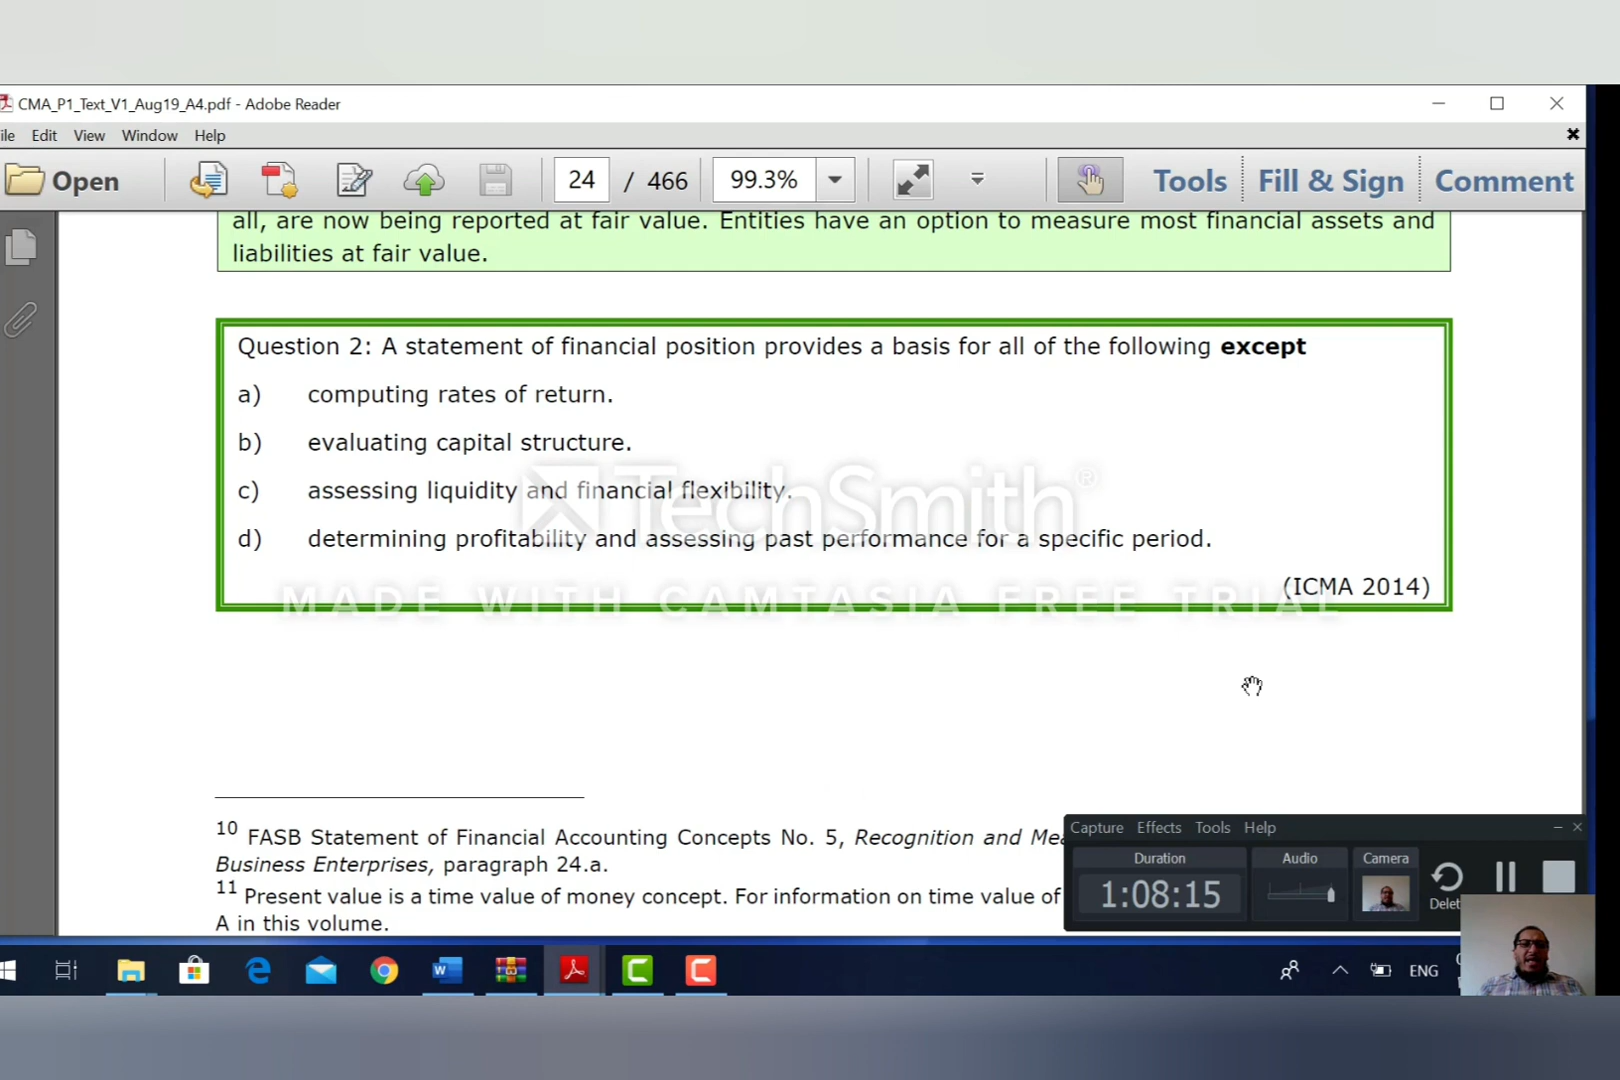 CMA_P1_Text_V1_Aug19_A4.pdf - Adobe Reader
ile Edit View Window Help
Open 24 / 466 99.3% Tools Fill & Sign Comment
all, are now being reported at fair value. Entities have an option to measure most financial assets and
liabilities at fair value.
Question 2: A statement of financial position provides a basis for all of the following except
a) computing rates of return.
b) evaluating capital structure.
c) assessing liquidity and financial flexibility.
d) determining profitability and assessing past performance for a specific period.
(ICMA 2014)
TechSmith®
MADE WITH CAMTASIA FREE TRIAL
10 FASB Statement of Financial Accounting Concepts No. 5, Recognition and Mea
Business Enterprises, paragraph 24.a.
11 Present value is a time value of money concept. For information on time value of
A in this volume.
Capture Effects Tools Help
Duration Audio Camera
1:08:15
Delet
ENG